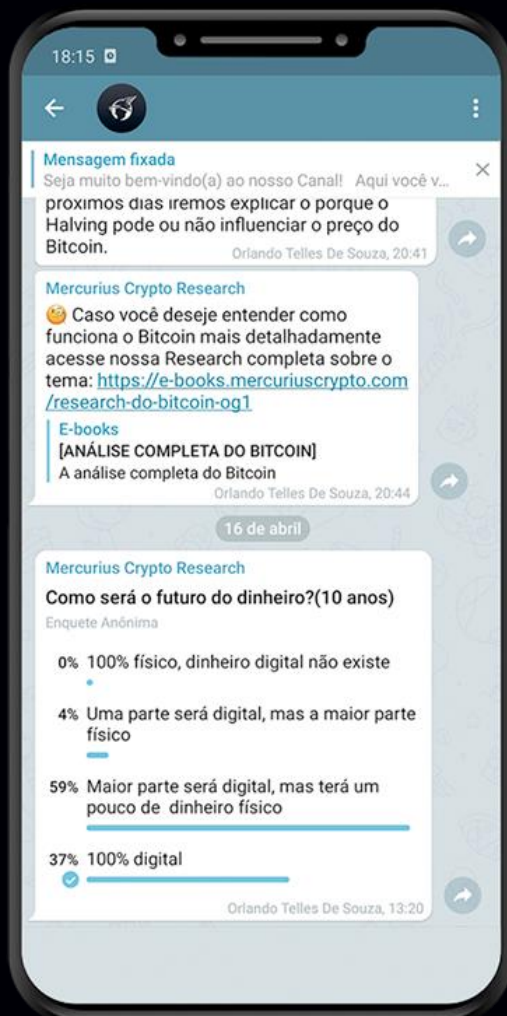 18:15
Mensagem fixada
Seja muito bem-vindo(a) ao nosso Canal! Aqui você v...
próximos dias iremos explicar o porque o
Halving pode ou não influenciar o preço do
Bitcoin.
Orlando Telles De Souza, 20:41
Mercurius Crypto Research
🧐 Caso você deseje entender como
funciona o Bitcoin mais detalhadamente
acesse nossa Research completa sobre o
tema: https://e-books.mercuriuscrypto.com
/research-do-bitcoin-og1
E-books
[ANÁLISE COMPLETA DO BITCOIN]
A análise completa do Bitcoin
Orlando Telles De Souza, 20:44
16 de abril
Mercurius Crypto Research
Como será o futuro do dinheiro?(10 anos)
Enquete Anônima
0% 100% físico, dinheiro digital não existe
4% Uma parte será digital, mas a maior parte
físico
59% Maior parte será digital, mas terá um
pouco de dinheiro físico
37% 100% digital
Orlando Telles De Souza, 13:20